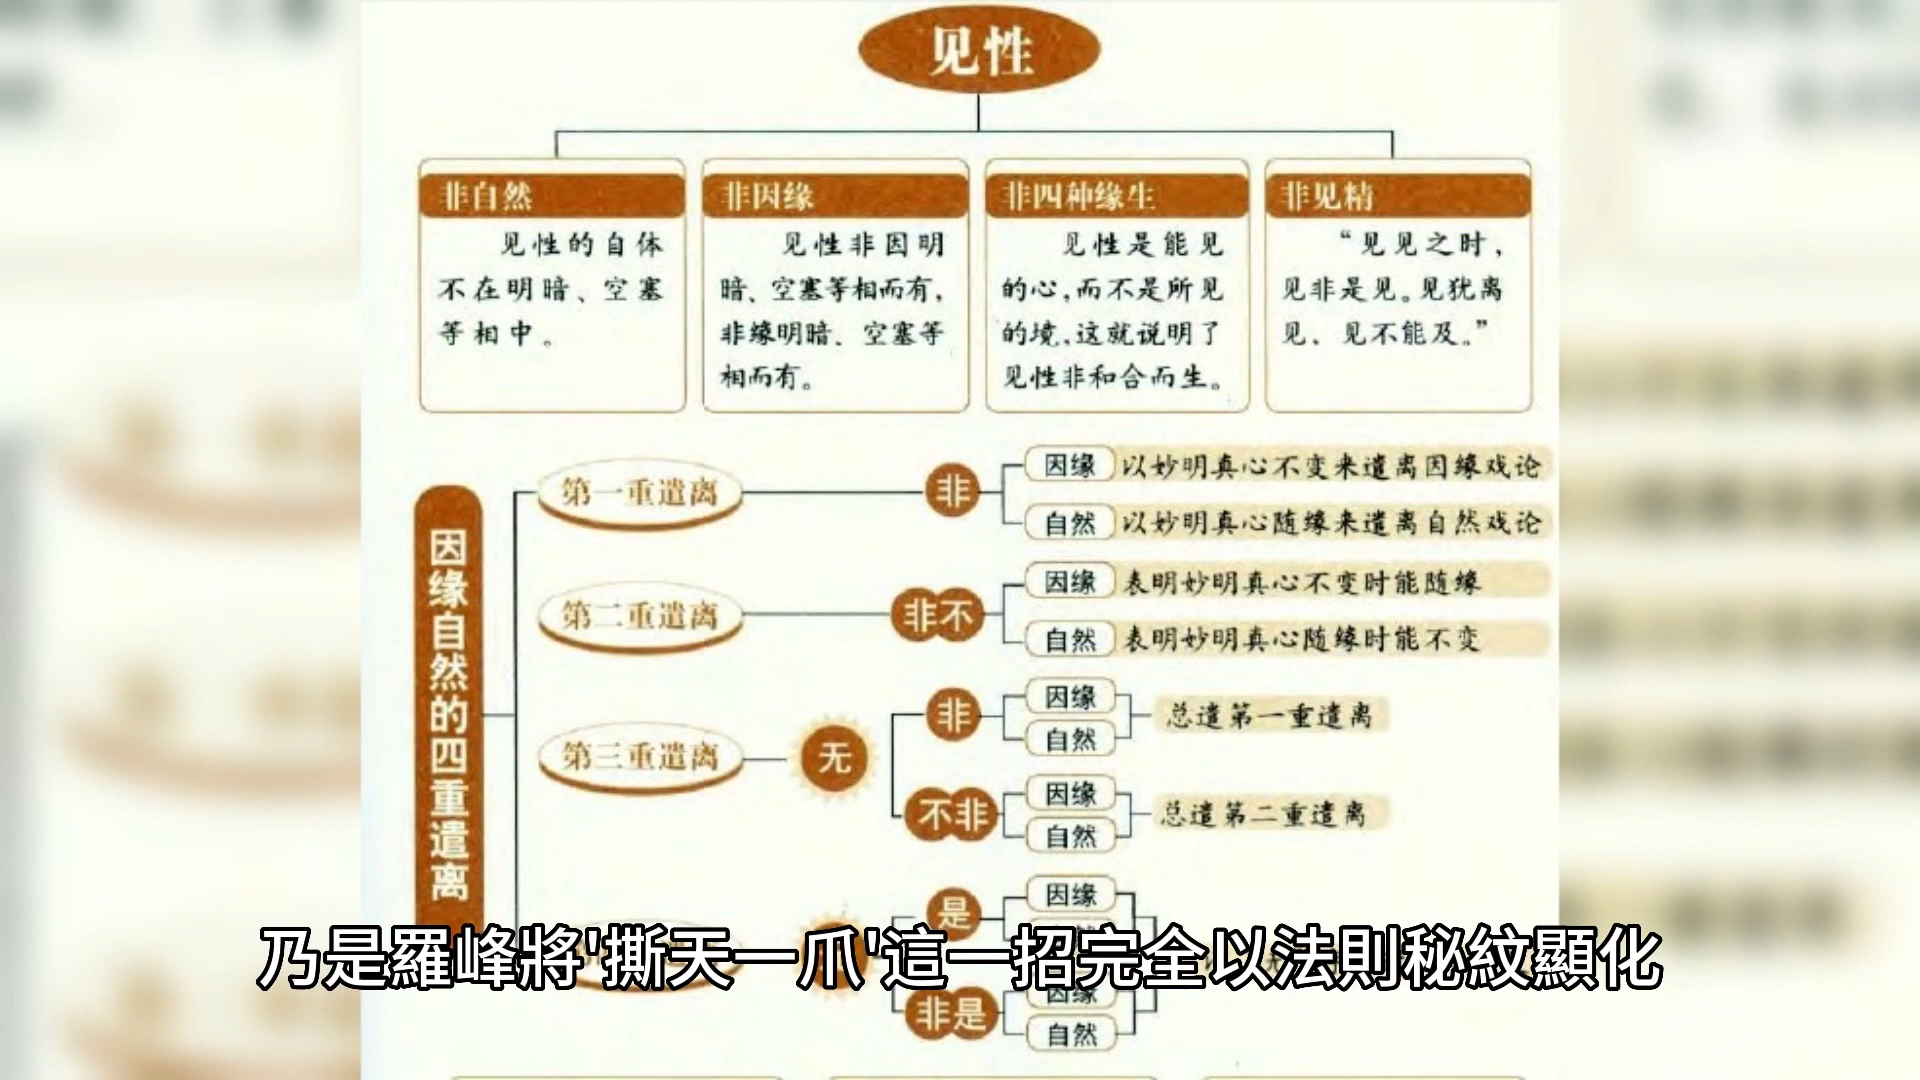 见性
非自然
见性的自体
不在明暗、空塞
等相中。
非因缘
见性非因明
暗、空塞等相而有,
非缘明暗、空塞等
相而有。
非四种缘生
见性是能见
的心,而不是所见
的境,这就说明了
见性非和合而生。
非见精
“见见之时,
见非是见。见犹离
见、见不能及。”
因缘自然的四重遣离
第一重遣离
非
因缘 以妙明真心不变来遣离因缘戏论
自然 以妙明真心随缘来遣离自然戏论
第二重遣离
非不
因缘 表明妙明真心不变时能随缘
自然 表明妙明真心随缘时能不变
第三重遣离
无
非
因缘
自然
总遣第一重遣离
不非
因缘
自然
总遣第二重遣离
是
因缘
非是
因缘
自然
乃是羅峰將'撕天一爪'這一招完全以法則秘紋顯化